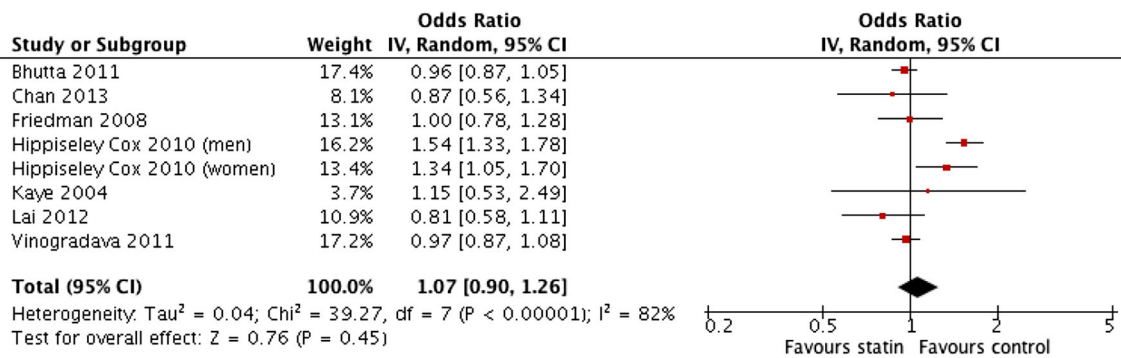 Odds Ratio Odds Ratio
Study or Subgroup Weight IV, Random, 95% CI IV, Random, 95% CI
Bhutta 2011 17.4% 0.96 [0.87, 1.05]
Chan 2013 8.1% 0.87 [0.56, 1.34]
Friedman 2008 13.1% 1.00 [0.78, 1.28]
Hippiseley Cox 2010 (men) 16.2% 1.54 [1.33, 1.78]
Hippiseley Cox 2010 (women) 13.4% 1.34 [1.05, 1.70]
Kaye 2004 3.7% 1.15 [0.53, 2.49]
Lai 2012 10.9% 0.81 [0.58, 1.11]
Vinogradava 2011 17.2% 0.97 [0.87, 1.08]
Total (95% CI) 100.0% 1.07 [0.90, 1.26]
Heterogeneity: Tau² = 0.04; Chi² = 39.27, df = 7 (P < 0.00001); I² = 82%
Test for overall effect: Z = 0.76 (P = 0.45)
0.2 0.5 1 2 5
Favours statin Favours control